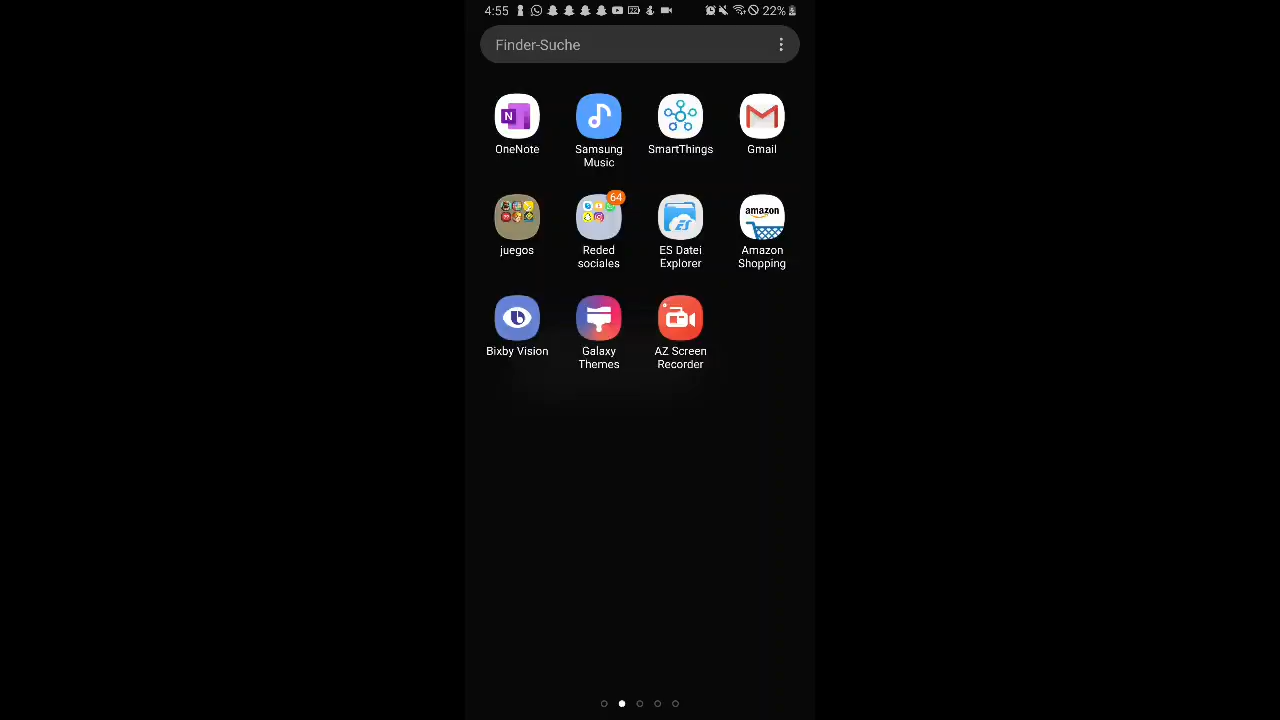 4:55 22%
Finder-Suche
N
OneNote
Samsung
Music
SmartThings
Gmail
64
juegos
Reded
sociales
ES
ES Datei
Explorer
amazon
Amazon
Shopping
b
Bixby Vision
Galaxy
Themes
AZ Screen
Recorder